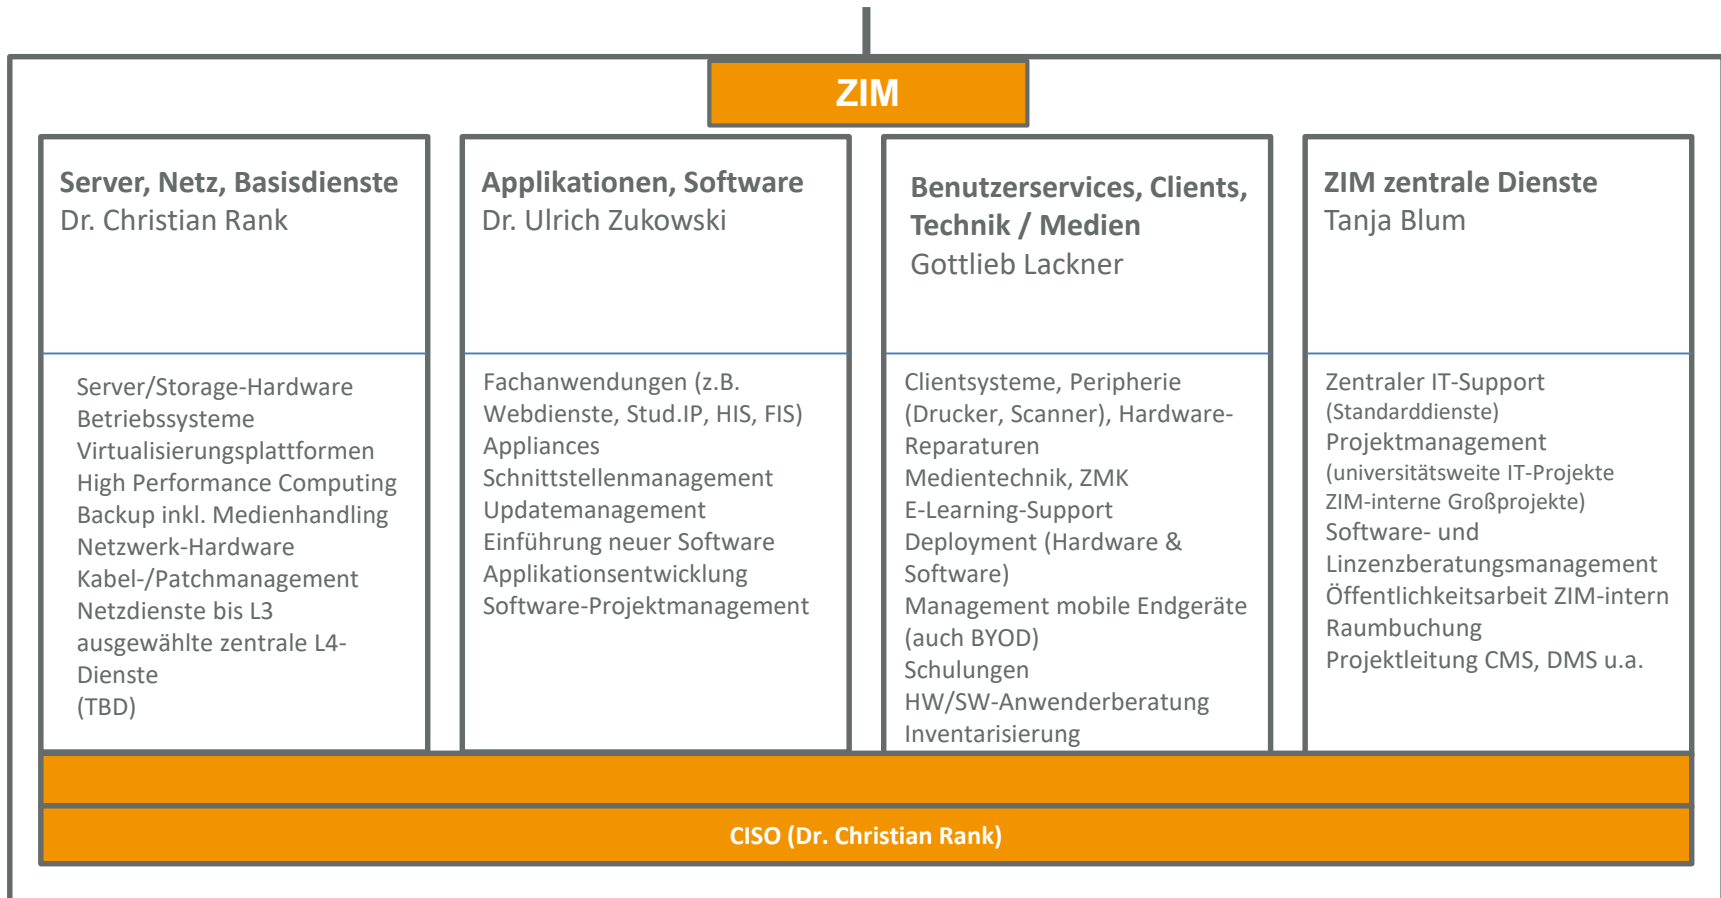 ZIM
Server, Netz, Basisdienste
Dr. Christian Rank
Server/Storage-Hardware
Betriebssysteme
Virtualisierungsplattformen
High Performance Computing
Backup inkl. Medienhandling
Netzwerk-Hardware
Kabel-/Patchmanagement
Netzdienste bis L3
ausgewählte zentrale L4-
Dienste
(TBD)
Applikationen, Software
Dr. Ulrich Zukowski
Fachanwendungen (z.B.
Webdienste, Stud.IP, HIS, FIS)
Appliances
Schnittstellenmanagement
Updatemanagement
Einführung neuer Software
Applikationsentwicklung
Software-Projektmanagement
Benutzerservices, Clients,
Technik / Medien
Gottlieb Lackner
Clientsysteme, Peripherie
(Drucker, Scanner), Hardware-
Reparaturen
Medientechnik, ZMK
E-Learning-Support
Deployment (Hardware &
Software)
Management mobile Endgeräte
(auch BYOD)
Schulungen
HW/SW-Anwenderberatung
Inventarisierung
ZIM zentrale Dienste
Tanja Blum
Zentraler IT-Support
(Standarddienste)
Projektmanagement
(universitätsweite IT-Projekte
ZIM-interne Großprojekte)
Software- und
Linzenzberatungsmanagement
Öffentlichkeitsarbeit ZIM-intern
Raumbuchung
Projektleitung CMS, DMS u.a.
CISO (Dr. Christian Rank)